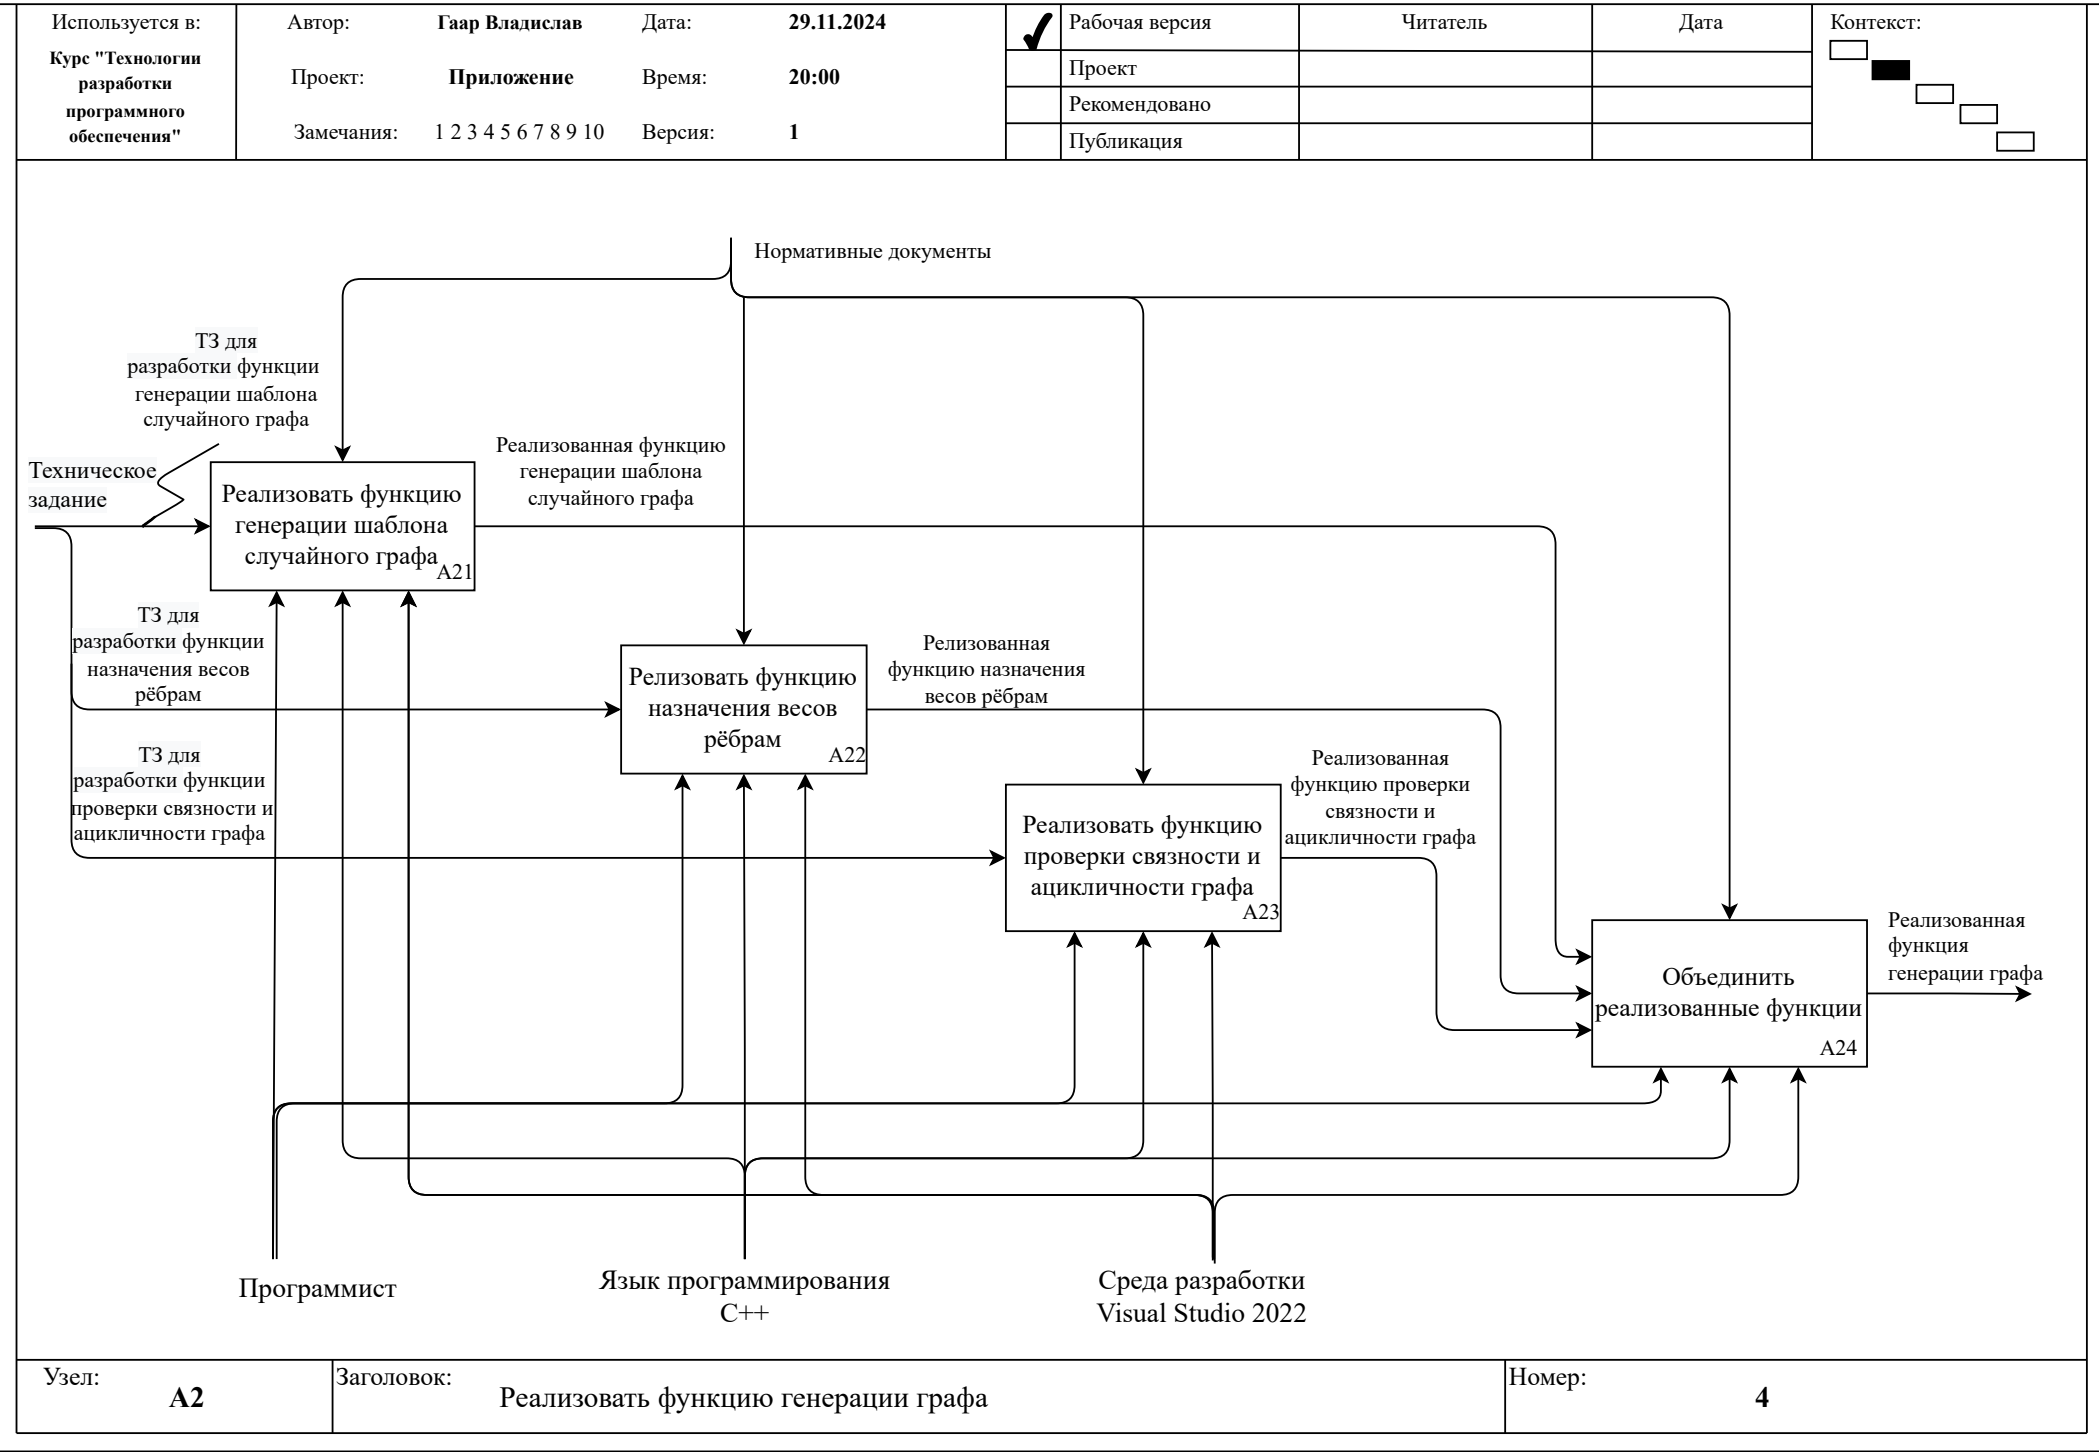 Используется в:
Курс "Технологии
разработки
программного
обеспечения"
Автор:
Гаар Владислав
Дата:
29.11.2024
Проект:
Приложение
Время:
20:00
Замечания:
1 2 3 4 5 6 7 8 9 10
Версия:
1
Рабочая версия
Читатель
Дата
Проект
Рекомендовано
Публикация
Контекст:
Нормативные документы
ТЗ для
разработки функции
генерации шаблона
случайного графа
Техническое
задание
Реализовать функцию
генерации шаблона
случайного графа
А21
Реализованная функцию
генерации шаблона
случайного графа
ТЗ для
разработки функции
назначения весов
рёбрам
Релизовать функцию
назначения весов
рёбрам
А22
Релизованная
функцию назначения
весов рёбрам
ТЗ для
разработки функции
проверки связности и
ацикличности графа
Реализовать функцию
проверки связности и
ацикличности графа
А23
Реализованная
функцию проверки
связности и
ацикличности графа
Объединить
реализованные функции
А24
Реализованная
функция
генерации графа
Программист
Язык программирования
С++
Среда разработки
Visual Studio 2022
Узел:
А2
Заголовок:
Реализовать функцию генерации графа
Номер:
4